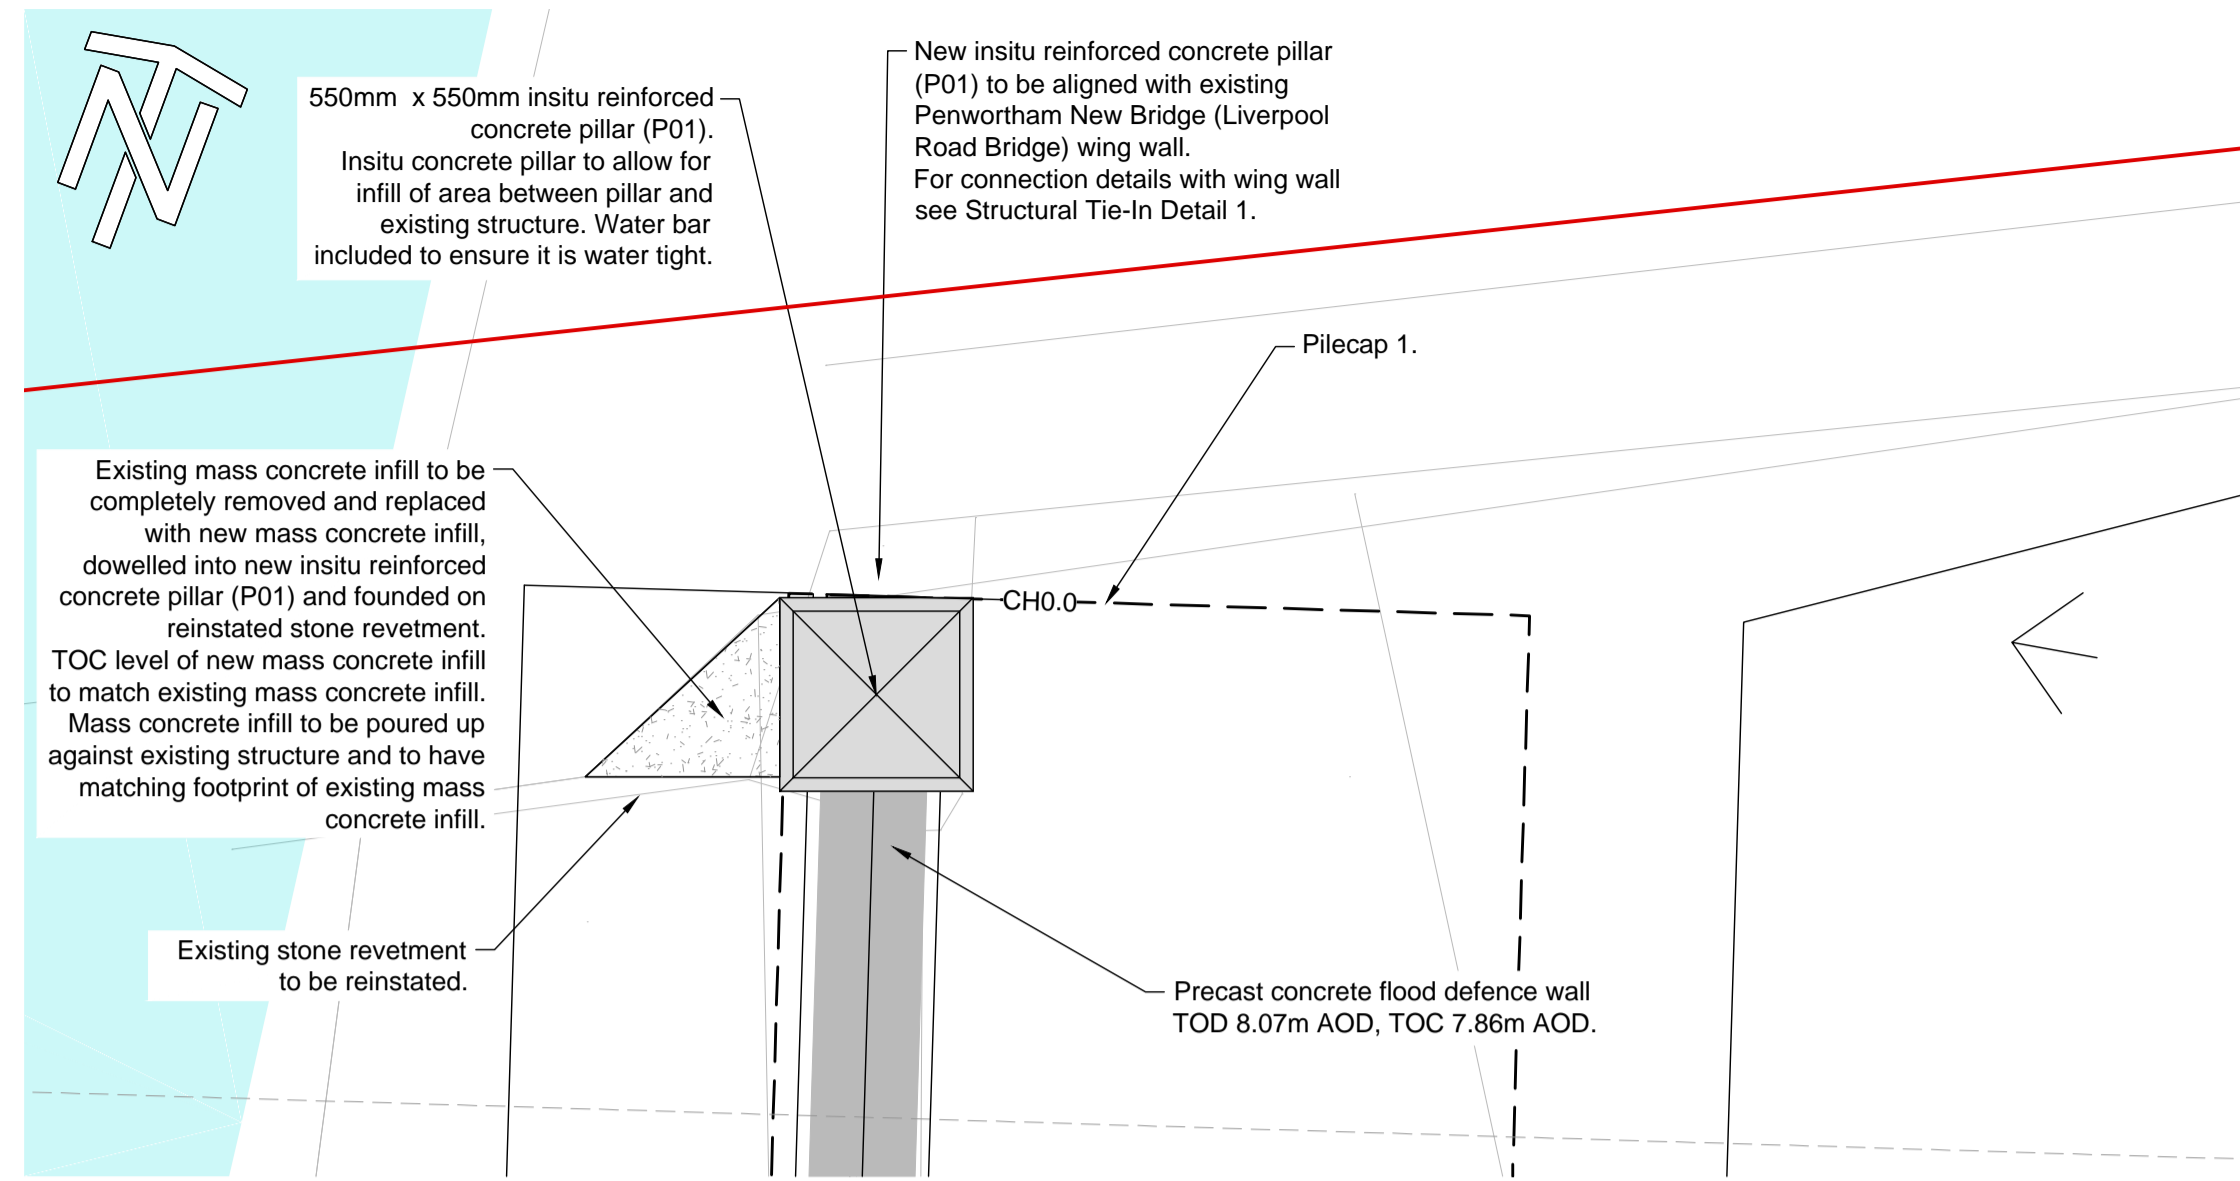 N
550mm x 550mm insitu reinforced
concrete pillar (P01).
Insitu concrete pillar to allow for
infill of area between pillar and
existing structure. Water bar
included to ensure it is water tight.
New insitu reinforced concrete pillar
(P01) to be aligned with existing
Penwortham New Bridge (Liverpool
Road Bridge) wing wall.
For connection details with wing wall
see Structural Tie-In Detail 1.
Pilecap 1.
Existing mass concrete infill to be
completely removed and replaced
with new mass concrete infill,
dowelled into new insitu reinforced
concrete pillar (P01) and founded on
reinstated stone revetment.
TOC level of new mass concrete infill
to match existing mass concrete infill.
Mass concrete infill to be poured up
against existing structure and to have
matching footprint of existing mass
concrete infill.
CH0.0
Existing stone revetment
to be reinstated.
Precast concrete flood defence wall
TOD 8.07m AOD, TOC 7.86m AOD.